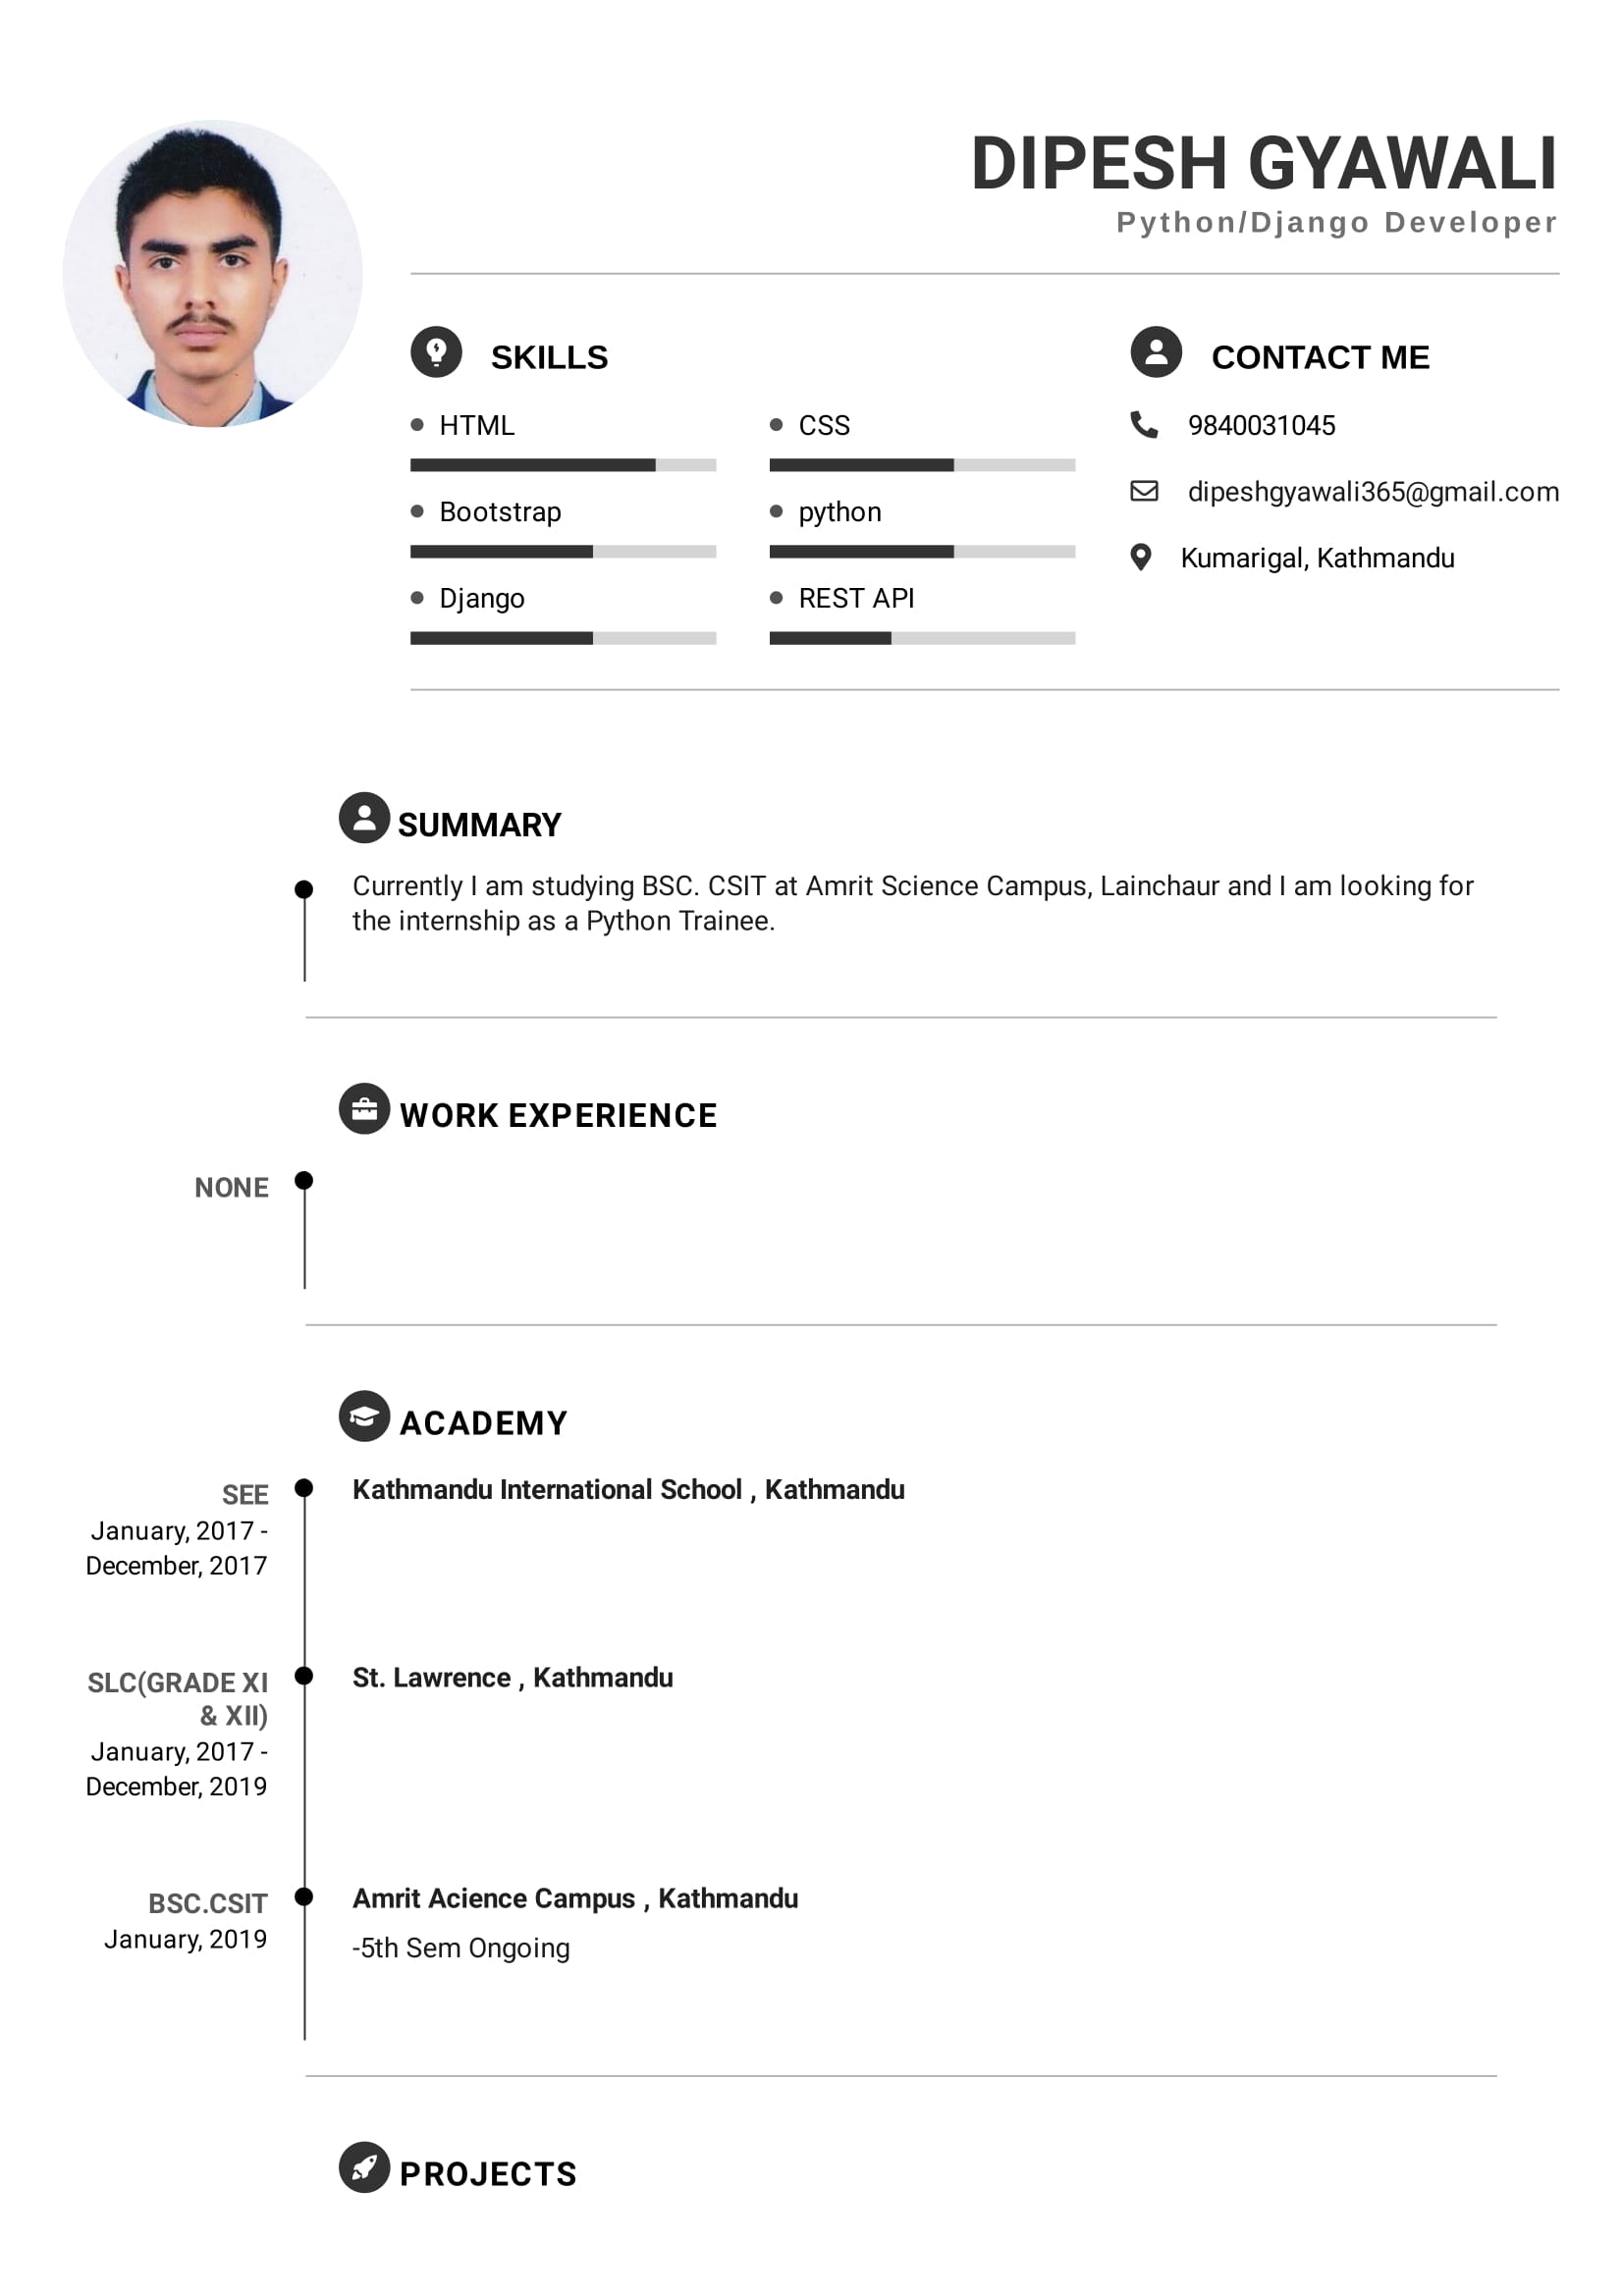 DIPESH GYAWALI
Python/Django Developer
SKILLS
HTML
CSS
Bootstrap
python
Django
REST API
CONTACT ME
9840031045
dipeshgyawali365@gmail.com
Kumarigal, Kathmandu
SUMMARY
Currently I am studying BSC. CSIT at Amrit Science Campus, Lainchaur and I am looking for
the internship as a Python Trainee.
WORK EXPERIENCE
NONE
ACADEMY
SEE
January, 2017 -
December, 2017
Kathmandu International School , Kathmandu
SLC(GRADE XI
& XII)
January, 2017 -
December, 2019
St. Lawrence , Kathmandu
BSC.CSIT
January, 2019
Amrit Acience Campus , Kathmandu
-5th Sem Ongoing
PROJECTS